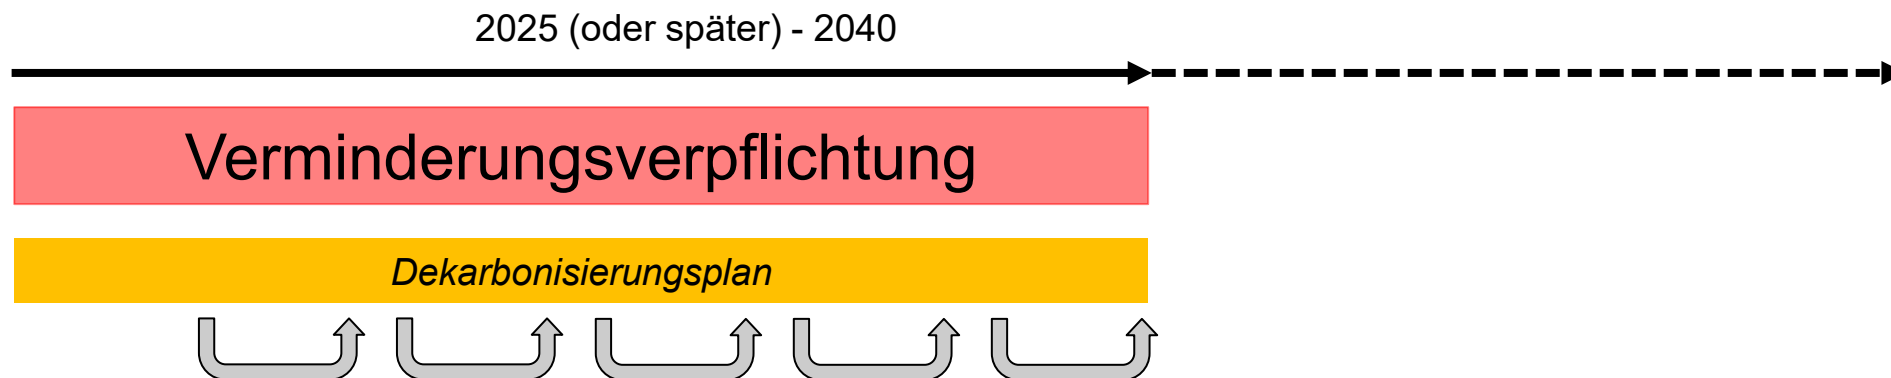 2025 (oder später) - 2040
Verminderungsverpflichtung
Dekarbonisierungsplan